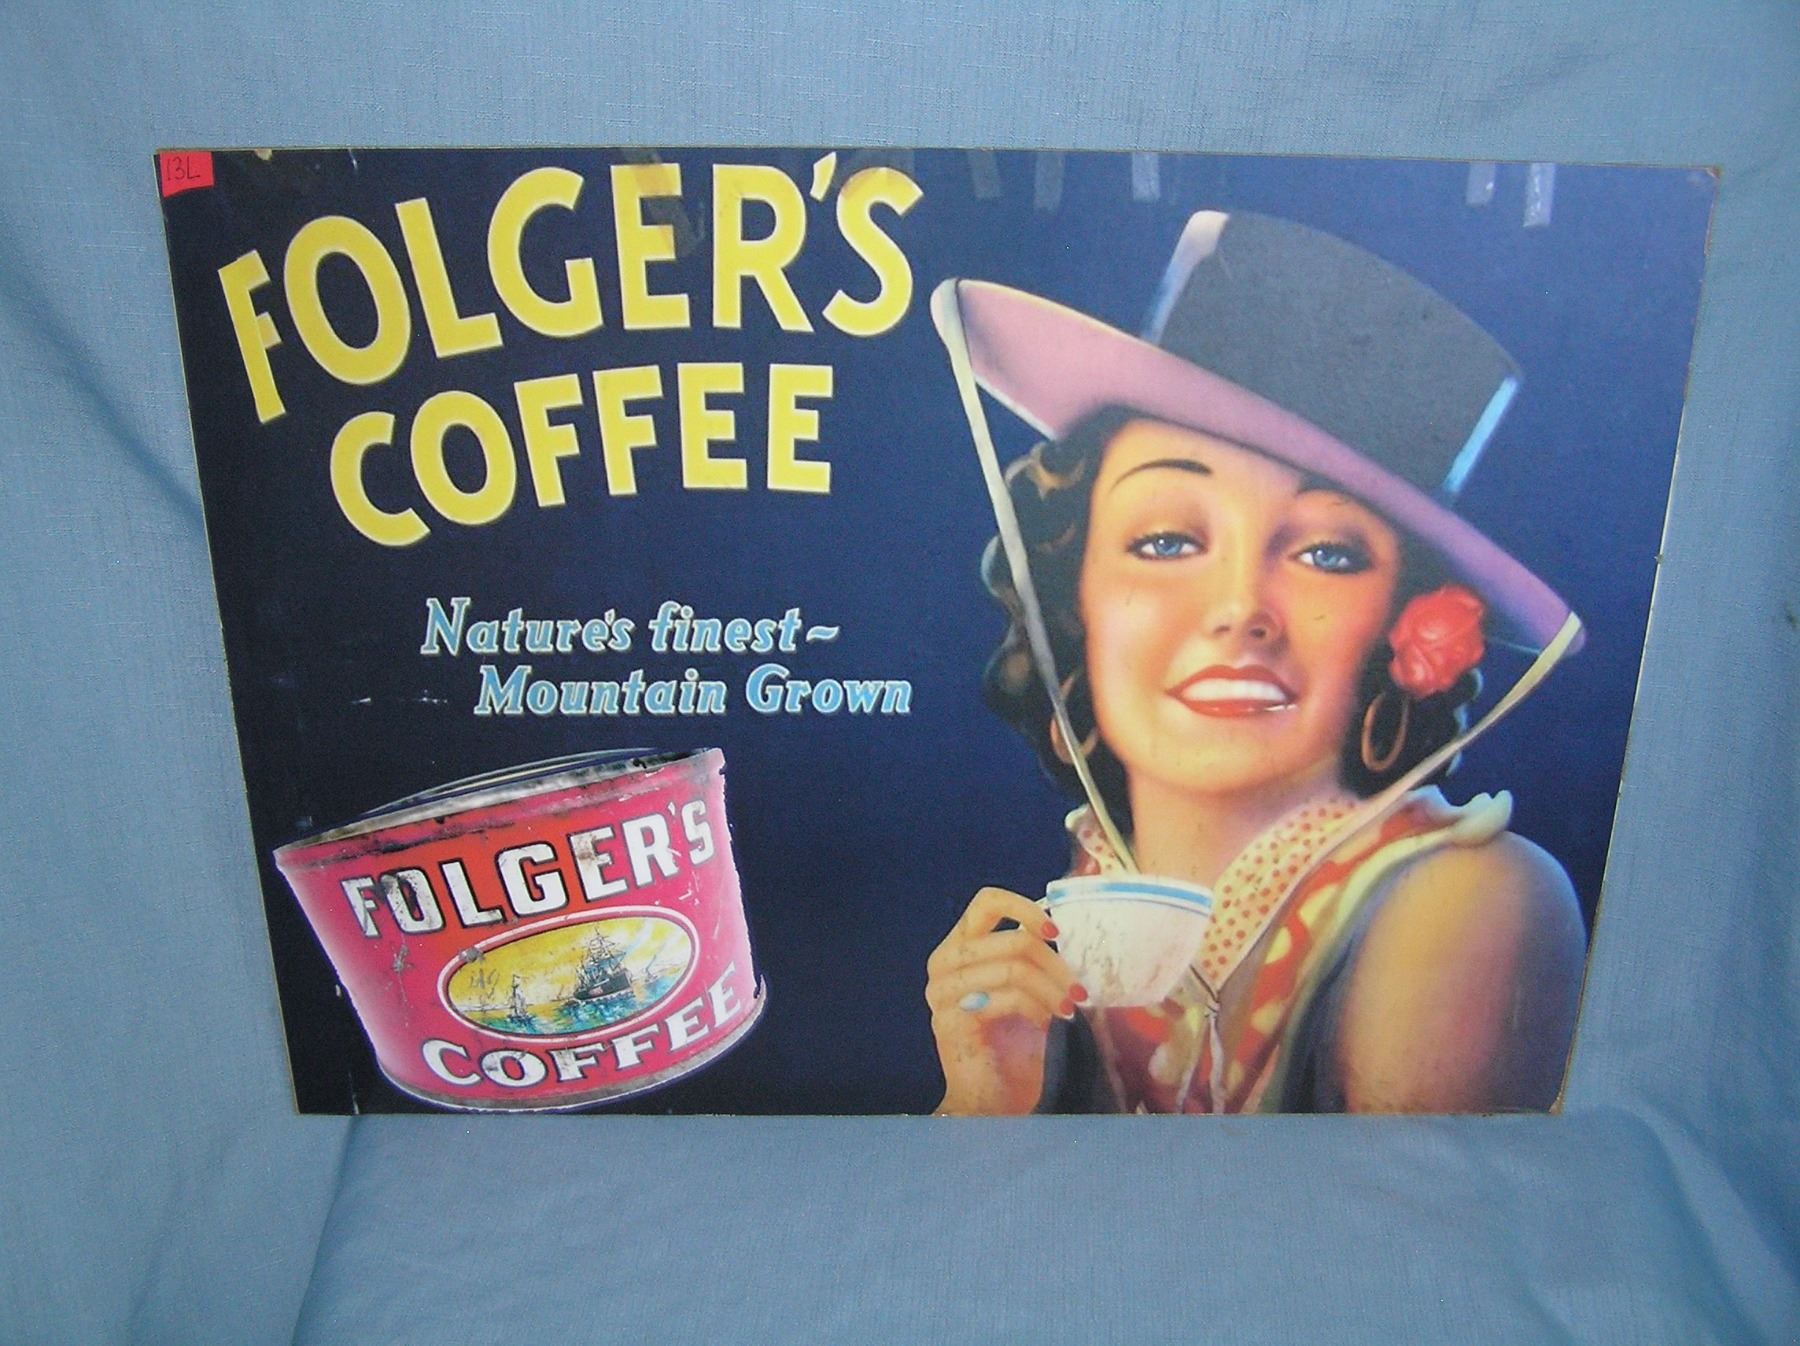 13L
FOLGER'S
COFFEE
Nature's finest~
Mountain Grown
FOLGER'S
COFFEE